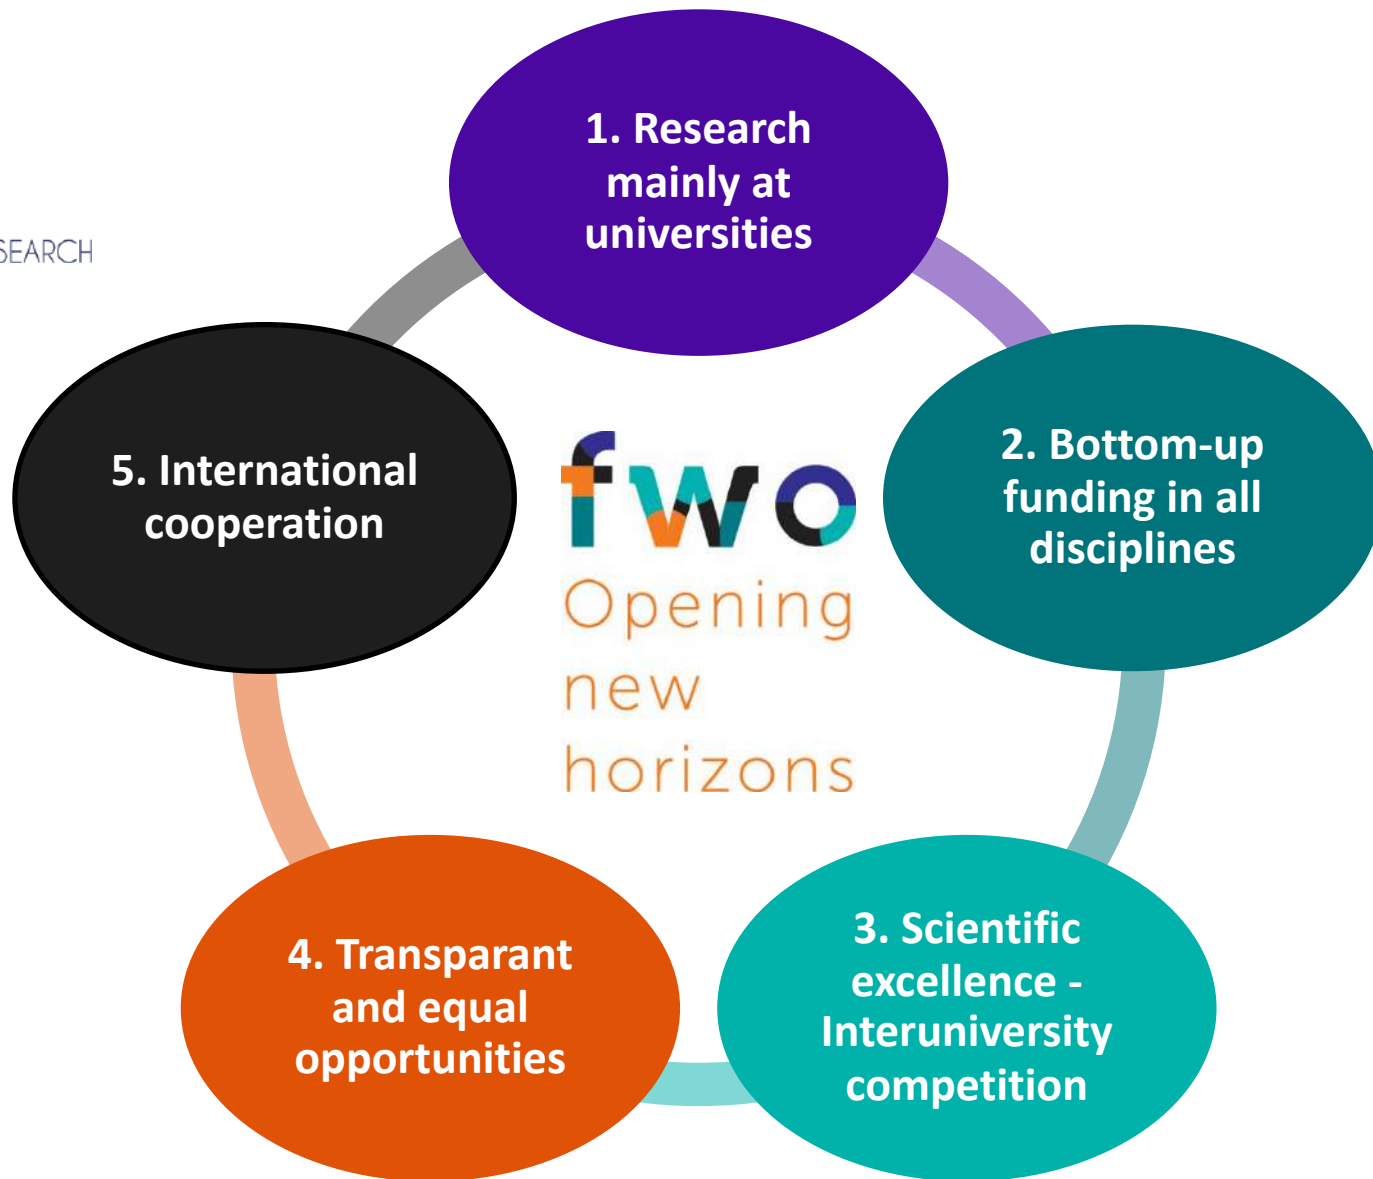 1. Research
mainly at
universities
SEARCH
5. International
cooperation
2. Bottom-up
funding in all
disciplines
fwo
Opening
new
horizons
4. Transparant
and equal
opportunities
3. Scientific
excellence -
Interuniversity
competition